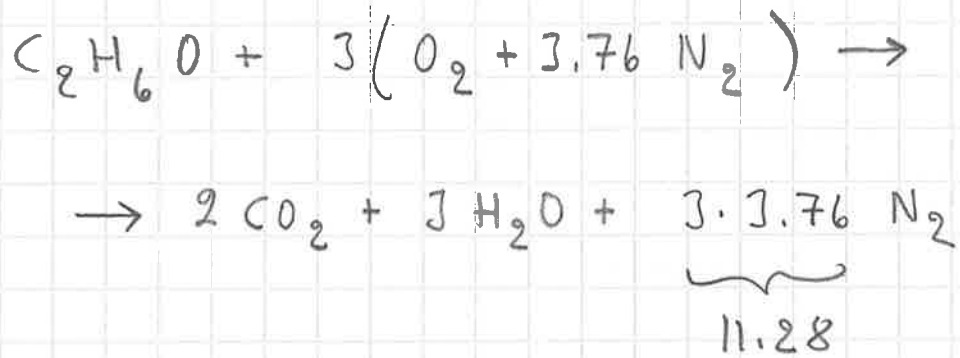 C₂H₆O + 3(O₂ + 3.76 N₂) →
→ 2 CO₂ + 3 H₂O + 3·3.76 N₂
11.28